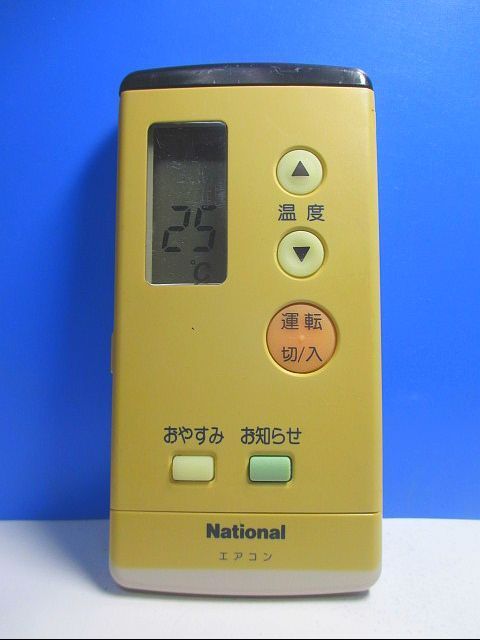 25
℃
▲
温度
▼
運転
切/入
おやすみ お知らせ
National
エアコン